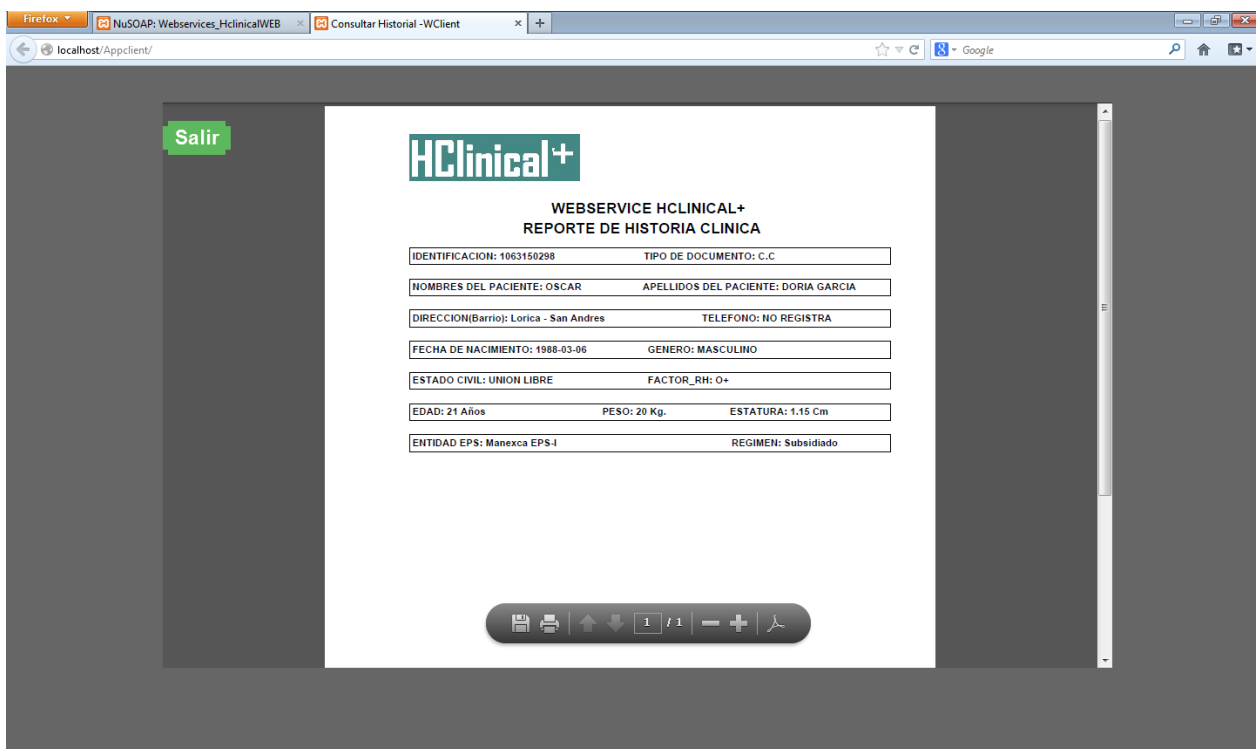 Firefox
NuSOAP: Webservices_HclinicalWEB
Consultar Historial -WClient
localhost/Appclient/
Google
Salir
HClinical+
WEBSERVICE HCLINICAL+
REPORTE DE HISTORIA CLINICA
IDENTIFICACION: 1063150298 TIPO DE DOCUMENTO: C.C
NOMBRES DEL PACIENTE: OSCAR APELLIDOS DEL PACIENTE: DORIA GARCIA
DIRECCION(Barrio): Lorica - San Andres TELEFONO: NO REGISTRA
FECHA DE NACIMIENTO: 1988-03-06 GENERO: MASCULINO
ESTADO CIVIL: UNION LIBRE FACTOR_RH: O+
EDAD: 21 Años PESO: 20 Kg. ESTATURA: 1.15 Cm
ENTIDAD EPS: Manexca EPS-I REGIMEN: Subsidiado
1 / 1